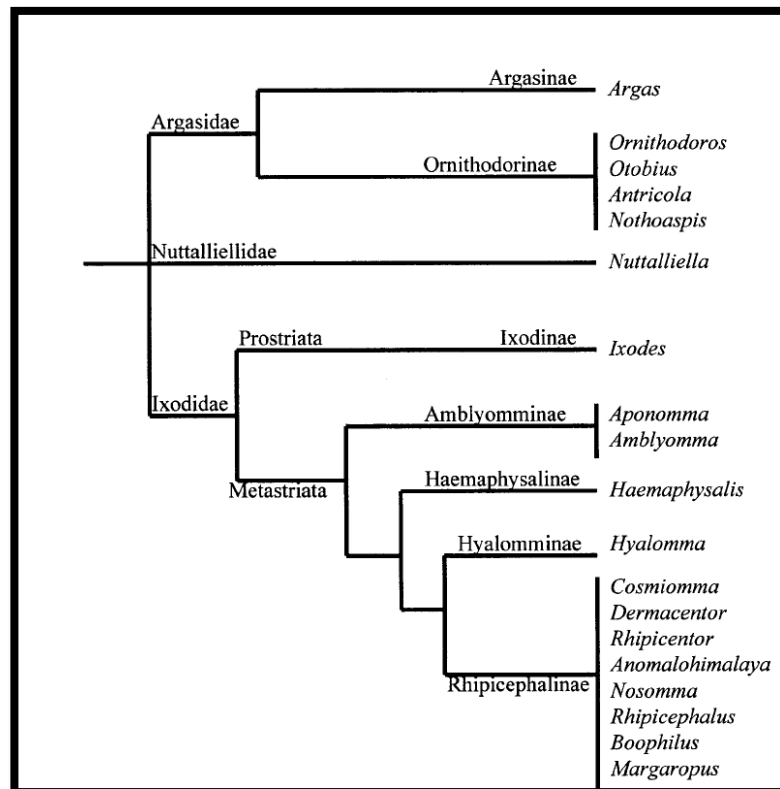 Argasinae
Argas
Argasidae
Ornithodorinae
Ornithodoros
Otobius
Antricola
Nothoaspis
Nuttalliellidae
Nuttalliella
Prostriata
Ixodinae
Ixodes
Ixodidae
Amblyomminae
Aponomma
Amblyomma
Metastriata
Haemaphysalinae
Haemaphysalis
Hyalomminae
Hyalomma
Rhipicephalinae
Cosmiomma
Dermacentor
Rhipicentor
Anomalohimalaya
Nosomma
Rhipicephalus
Boophilus
Margaropus